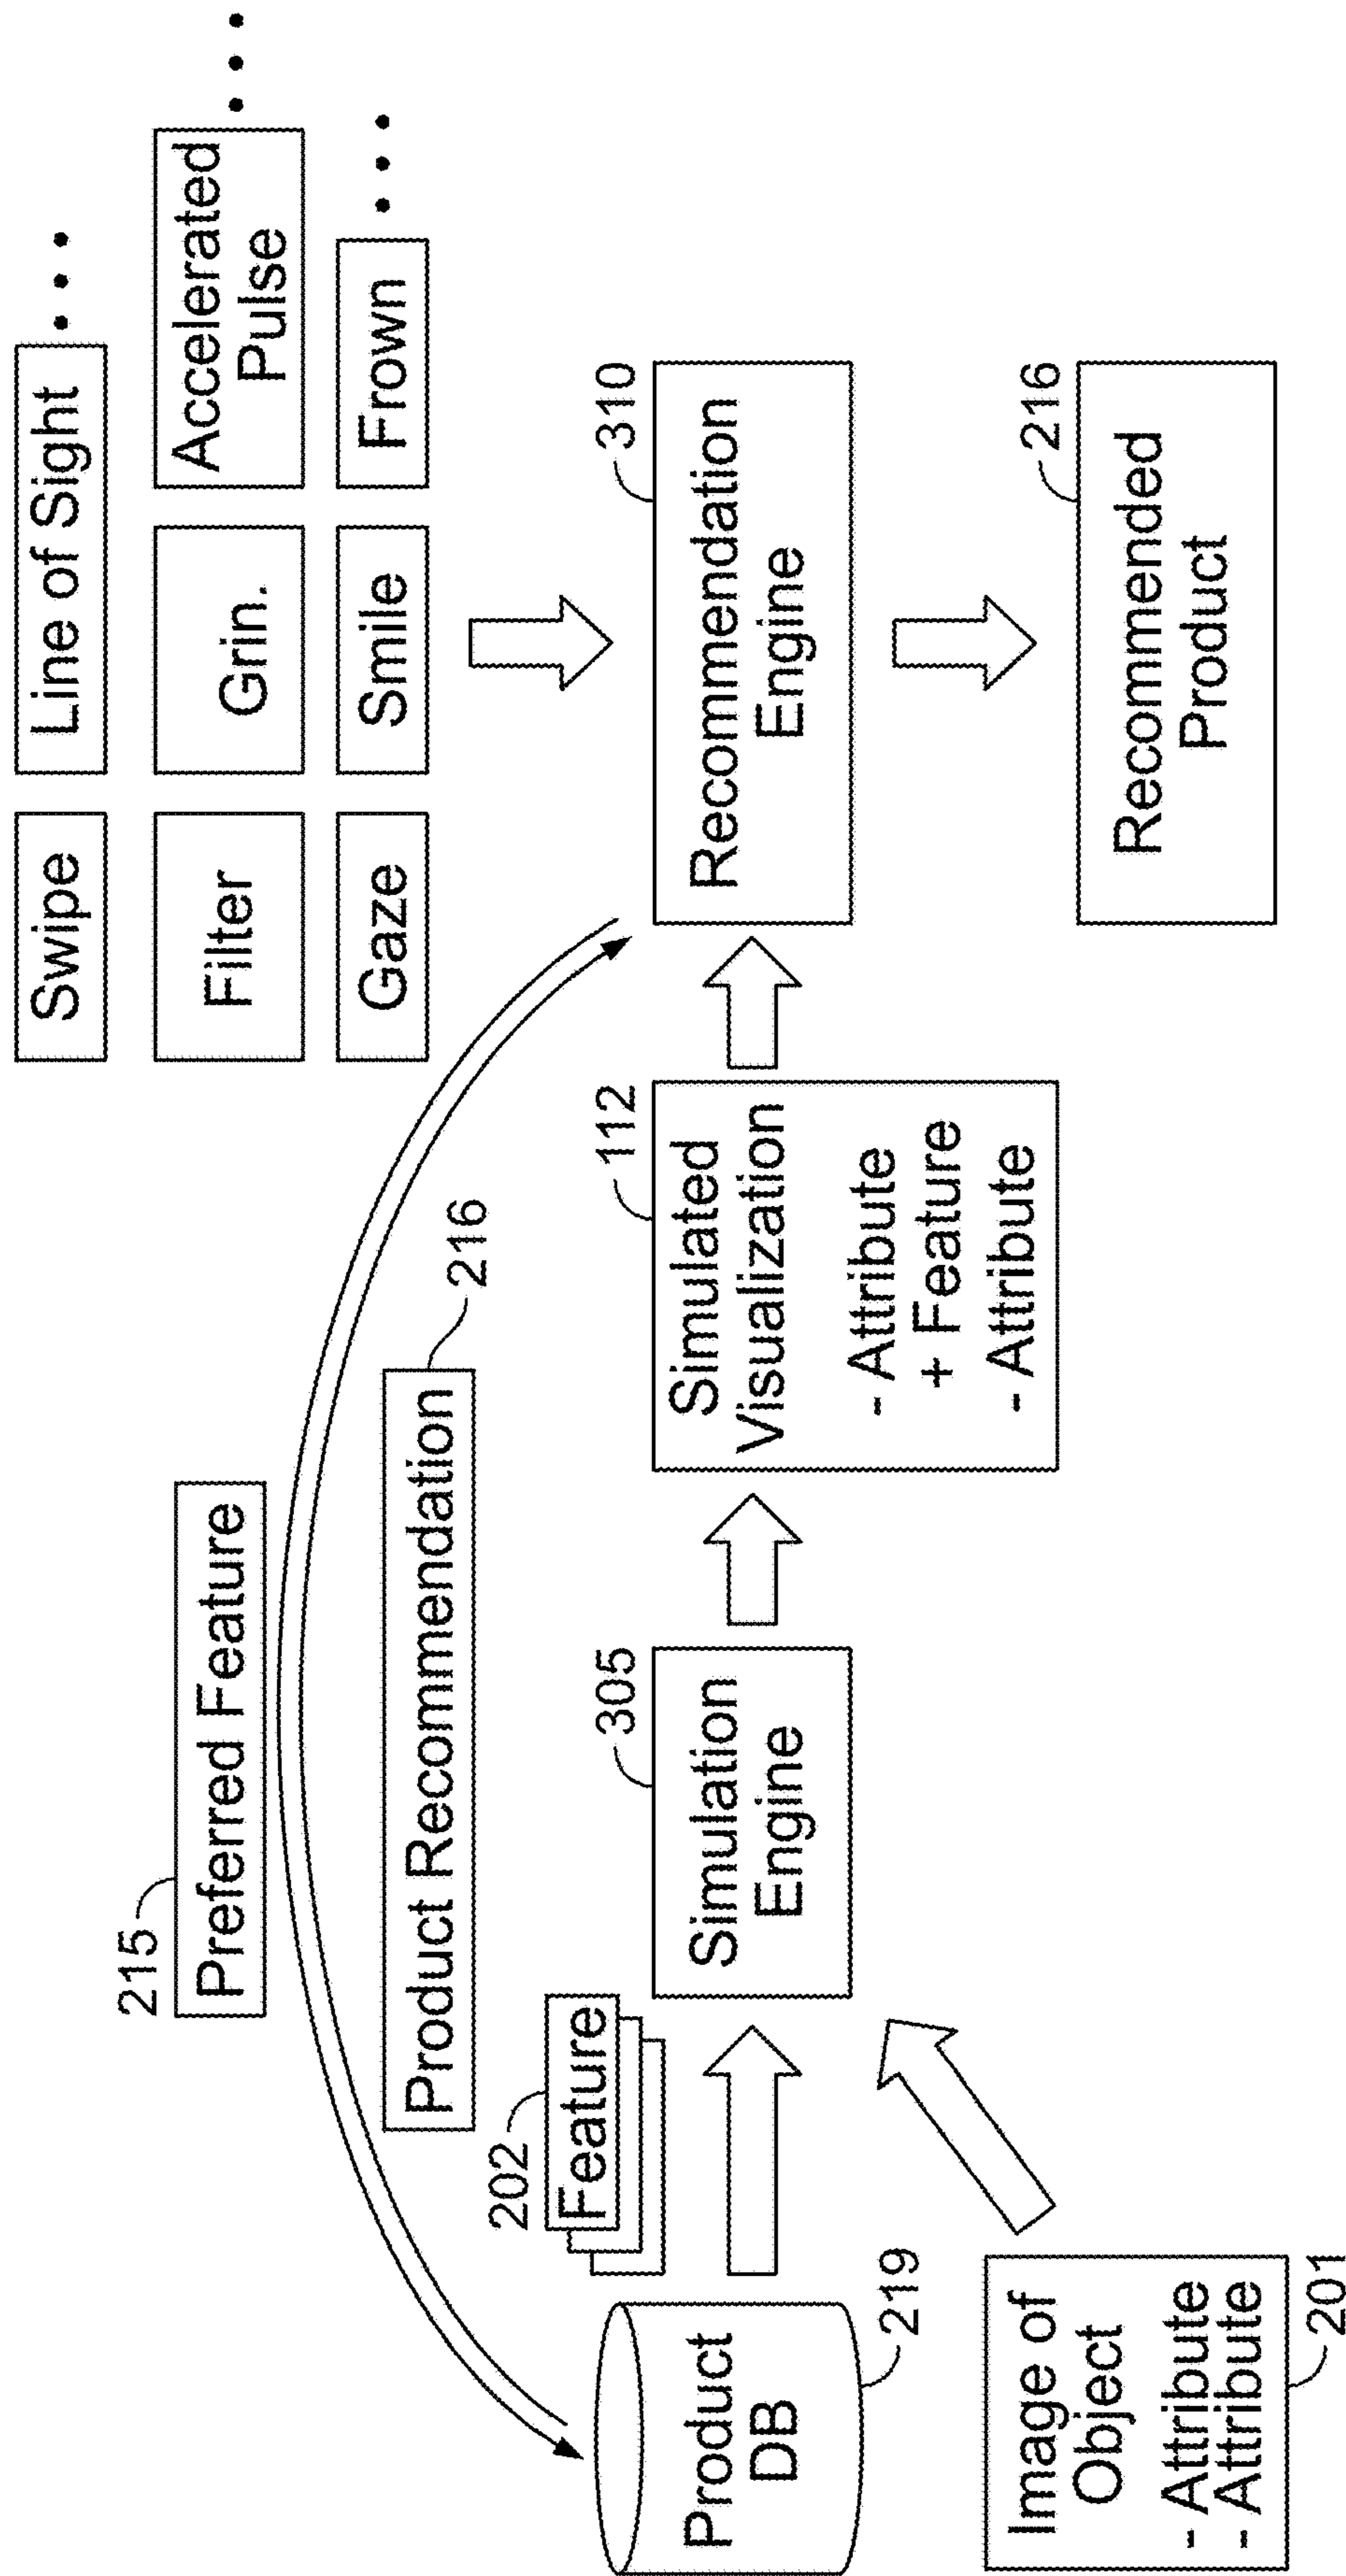 Swipe
Line of Sight
Filter
Grin.
Accelerated
Pulse
Gaze
Smile
Frown
215
Preferred Feature
Product Recommendation
216
202
Feature
Product
DB
219
Image of
Object
- Attribute
- Attribute
201
305
Simulation
Engine
112
Simulated
Visualization
- Attribute
+ Feature
- Attribute
310
Recommendation
Engine
216
Recommended
Product